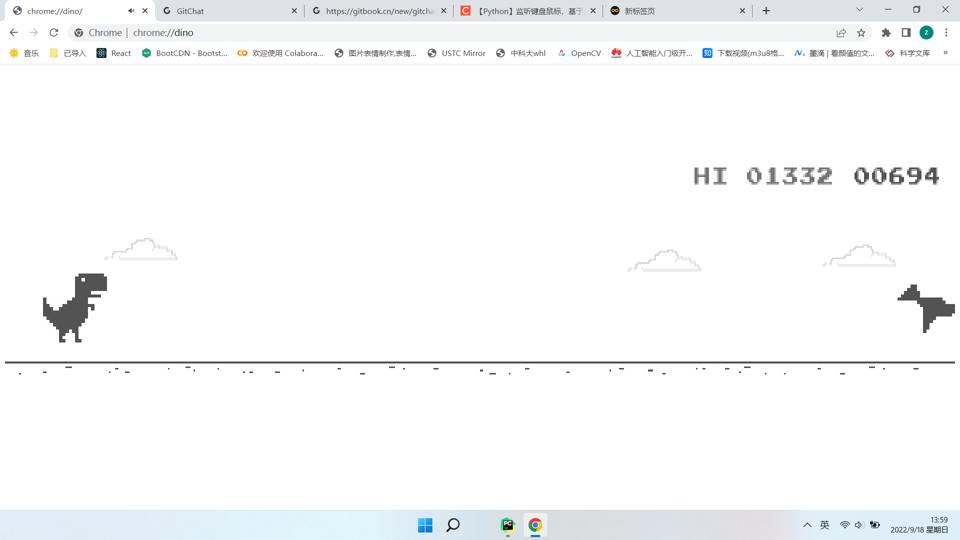 chrome://dino/
GitChat
https://gitbook.cn/new/gitcha
【Python】监听键盘鼠标，基于
新标签页
Chrome | chrome://dino
z
音乐
已导入
React
BootCDN - Bootst...
欢迎使用 Colabora...
图片表情制作,表情...
USTC Mirror
中科大whl
OpenCV
人工智能入门极开...
下载视频(m3u8格...
墨滴 | 看颜值的文...
科学文库
»
HI 01332 00694
英
13:59
2022/9/18 星期日